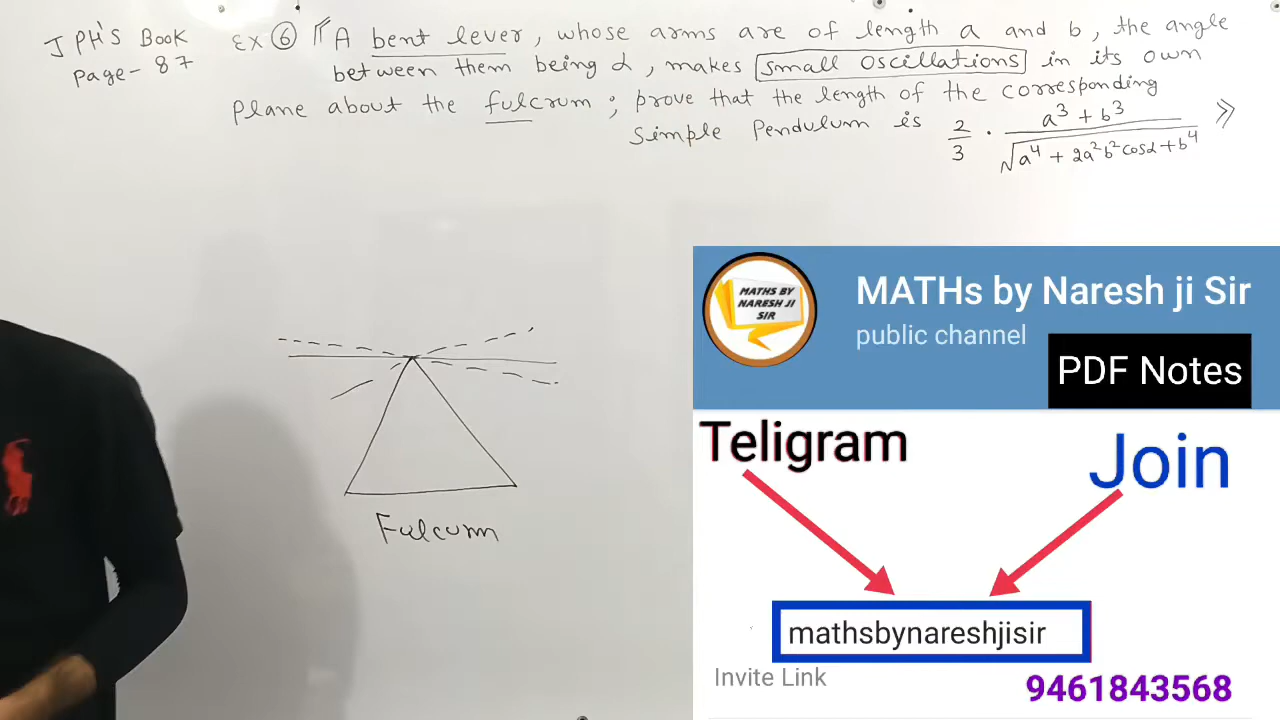 J PH'S Book
page - 87
Ex 6 A bent lever, whose arms are of length a and b, the angle
between them being α, makes small oscillations in its own
plane about the fulcrum; prove that the length of the corresponding
simple pendulum is 2/3 · a³ + b³ / √a⁴ + 2a²b² cosα + b⁴
Fulcurm
MATHS BY
NARESH JI
SIR
MATHs by Naresh ji Sir
public channel
PDF Notes
Teligram
Join
mathsbynareshjisir
Invite Link
9461843568